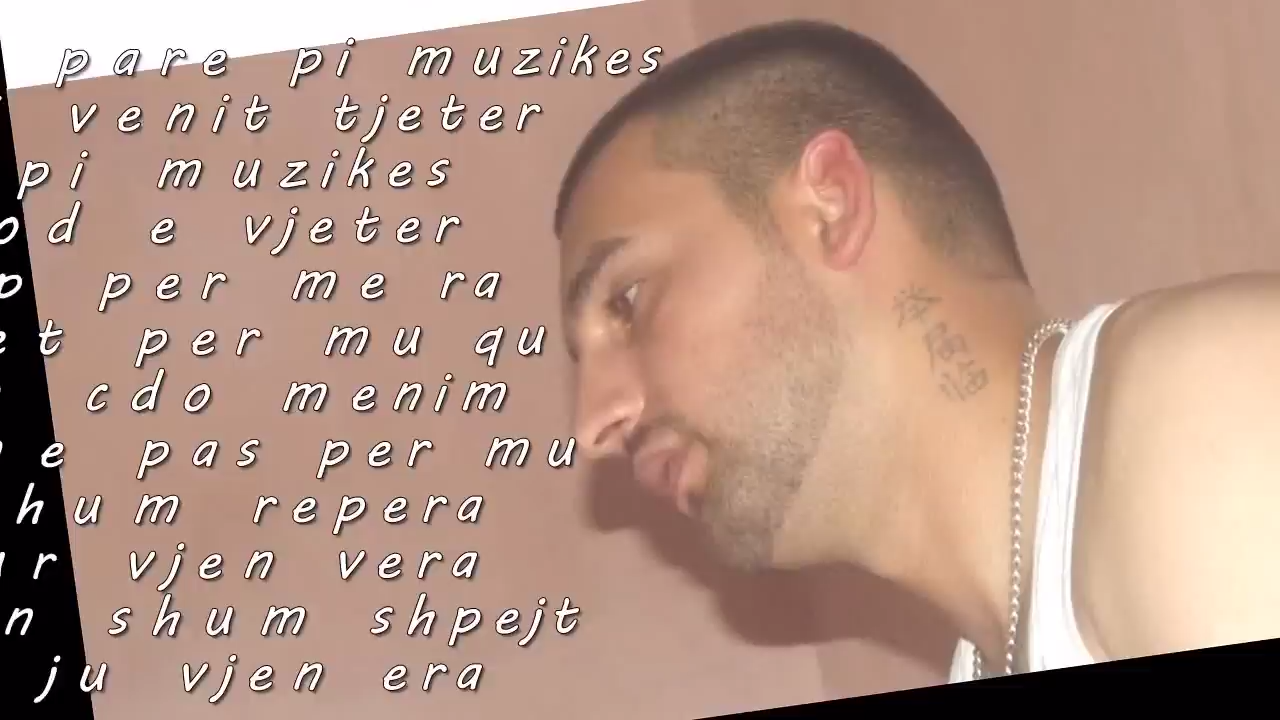 pare pi muzikes
venit tjeter
pi muzikes
e vjeter
per me ra
per mu qu
cdo menim
pas per mu
hum repera
vjen vera
shum shpejt
ju vjen era